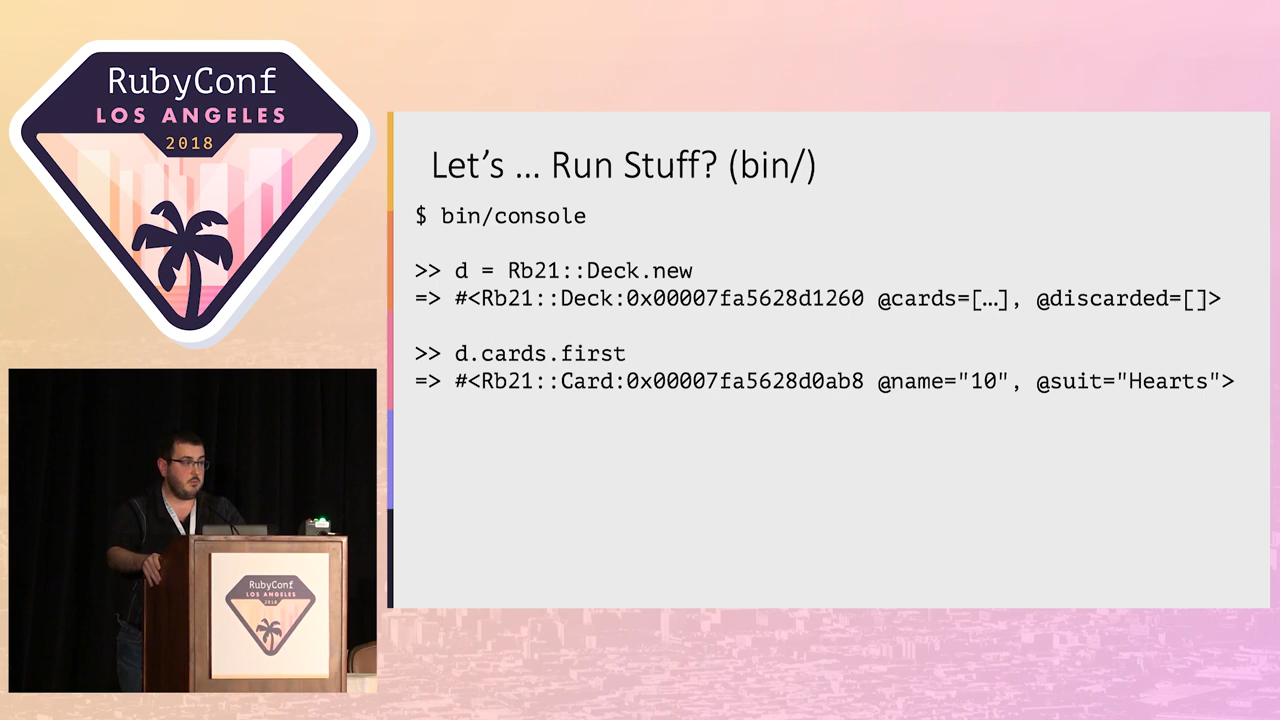 RubyConf
LOS ANGELES
2018
Let's ... Run Stuff? (bin/)
$ bin/console
>> d = Rb21::Deck.new
=> #<Rb21::Deck:0x00007fa5628d1260 @cards=[…], @discarded=[]>
>> d.cards.first
=> #<Rb21::Card:0x00007fa5628d0ab8 @name="10", @suit="Hearts">
RubyConf
LOS ANGELES
2018